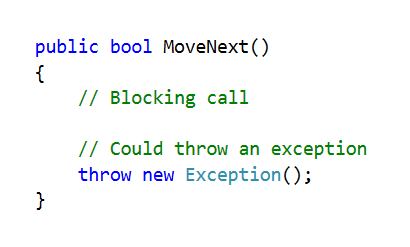 public bool MoveNext()
{
    // Blocking call

    // Could throw an exception
    throw new Exception();
}